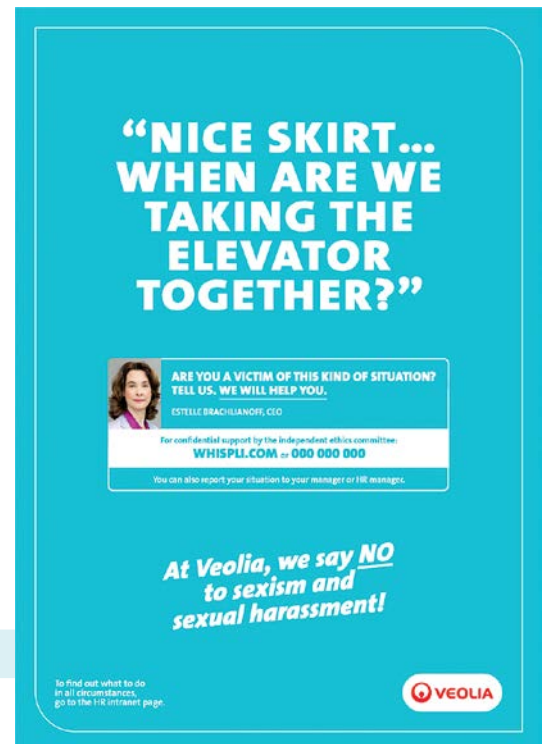 “NICE SKIRT...
WHEN ARE WE
TAKING THE
ELEVATOR
TOGETHER?”
ARE YOU A VICTIM OF THIS KIND OF SITUATION?
TELL US. WE WILL HELP YOU.
ESTELLE BRACHLIANOFF, CEO
For confidential support by the independent ethics committee:
WHISPLI.COM or 000 000 000
You can also report your situation to your manager or HR manager.
At Veolia, we say NO
to sexism and
sexual harassment!
To find out what to do
in all circumstances,
go to the HR intranet page.
VEOLIA